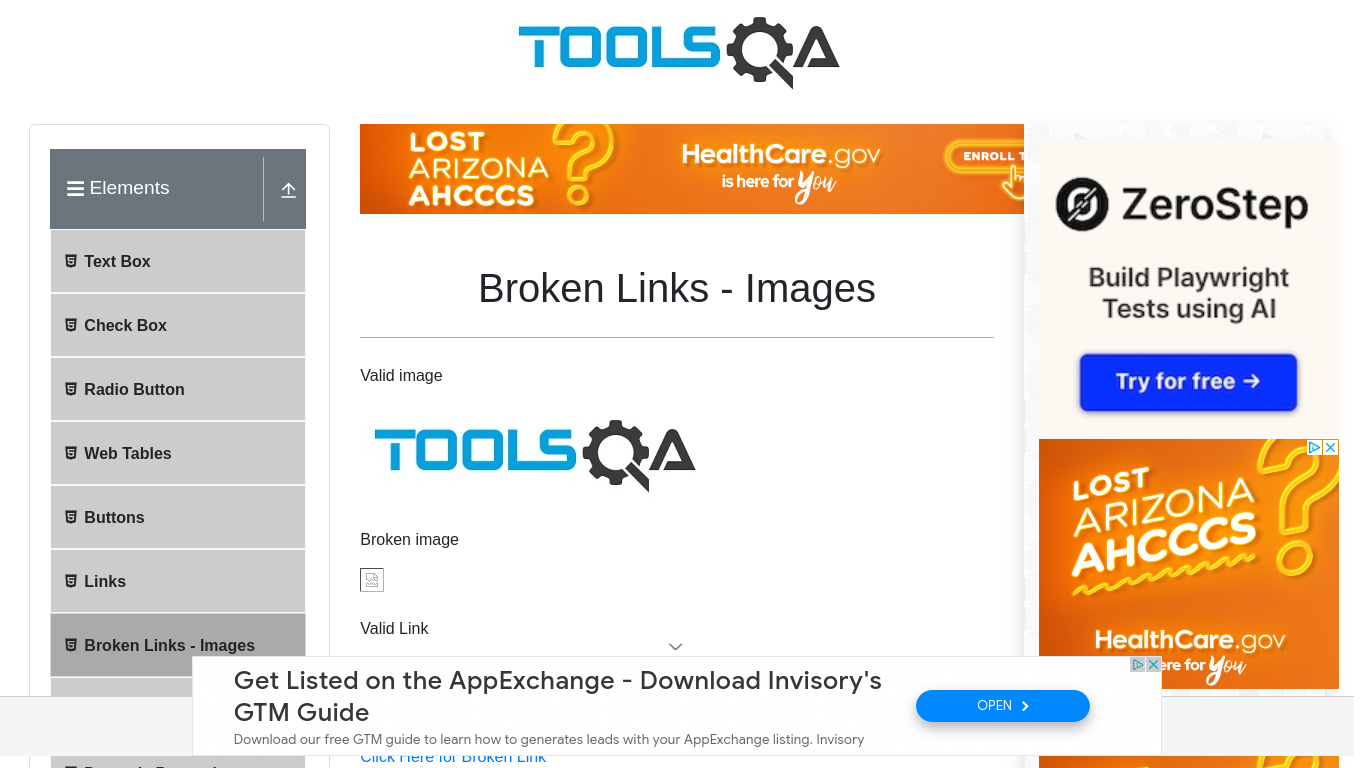 TOOLSQA
LOST
ARIZONA
AHCCCS
?
HealthCare.gov
is here for you
ENROLL T
Elements
Text Box
Check Box
Radio Button
Web Tables
Buttons
Links
Broken Links - Images
Broken Links - Images
Valid image
TOOLSQA
Broken image
Valid Link
Click Here for Broken Link
ZeroStep
Build Playwright
Tests using AI
Try for free →
LOST
ARIZONA
AHCCCS
?
HealthCare.gov
ere for you
Get Listed on the AppExchange - Download Invisory's
GTM Guide
Download our free GTM guide to learn how to generates leads with your AppExchange listing. Invisory
OPEN